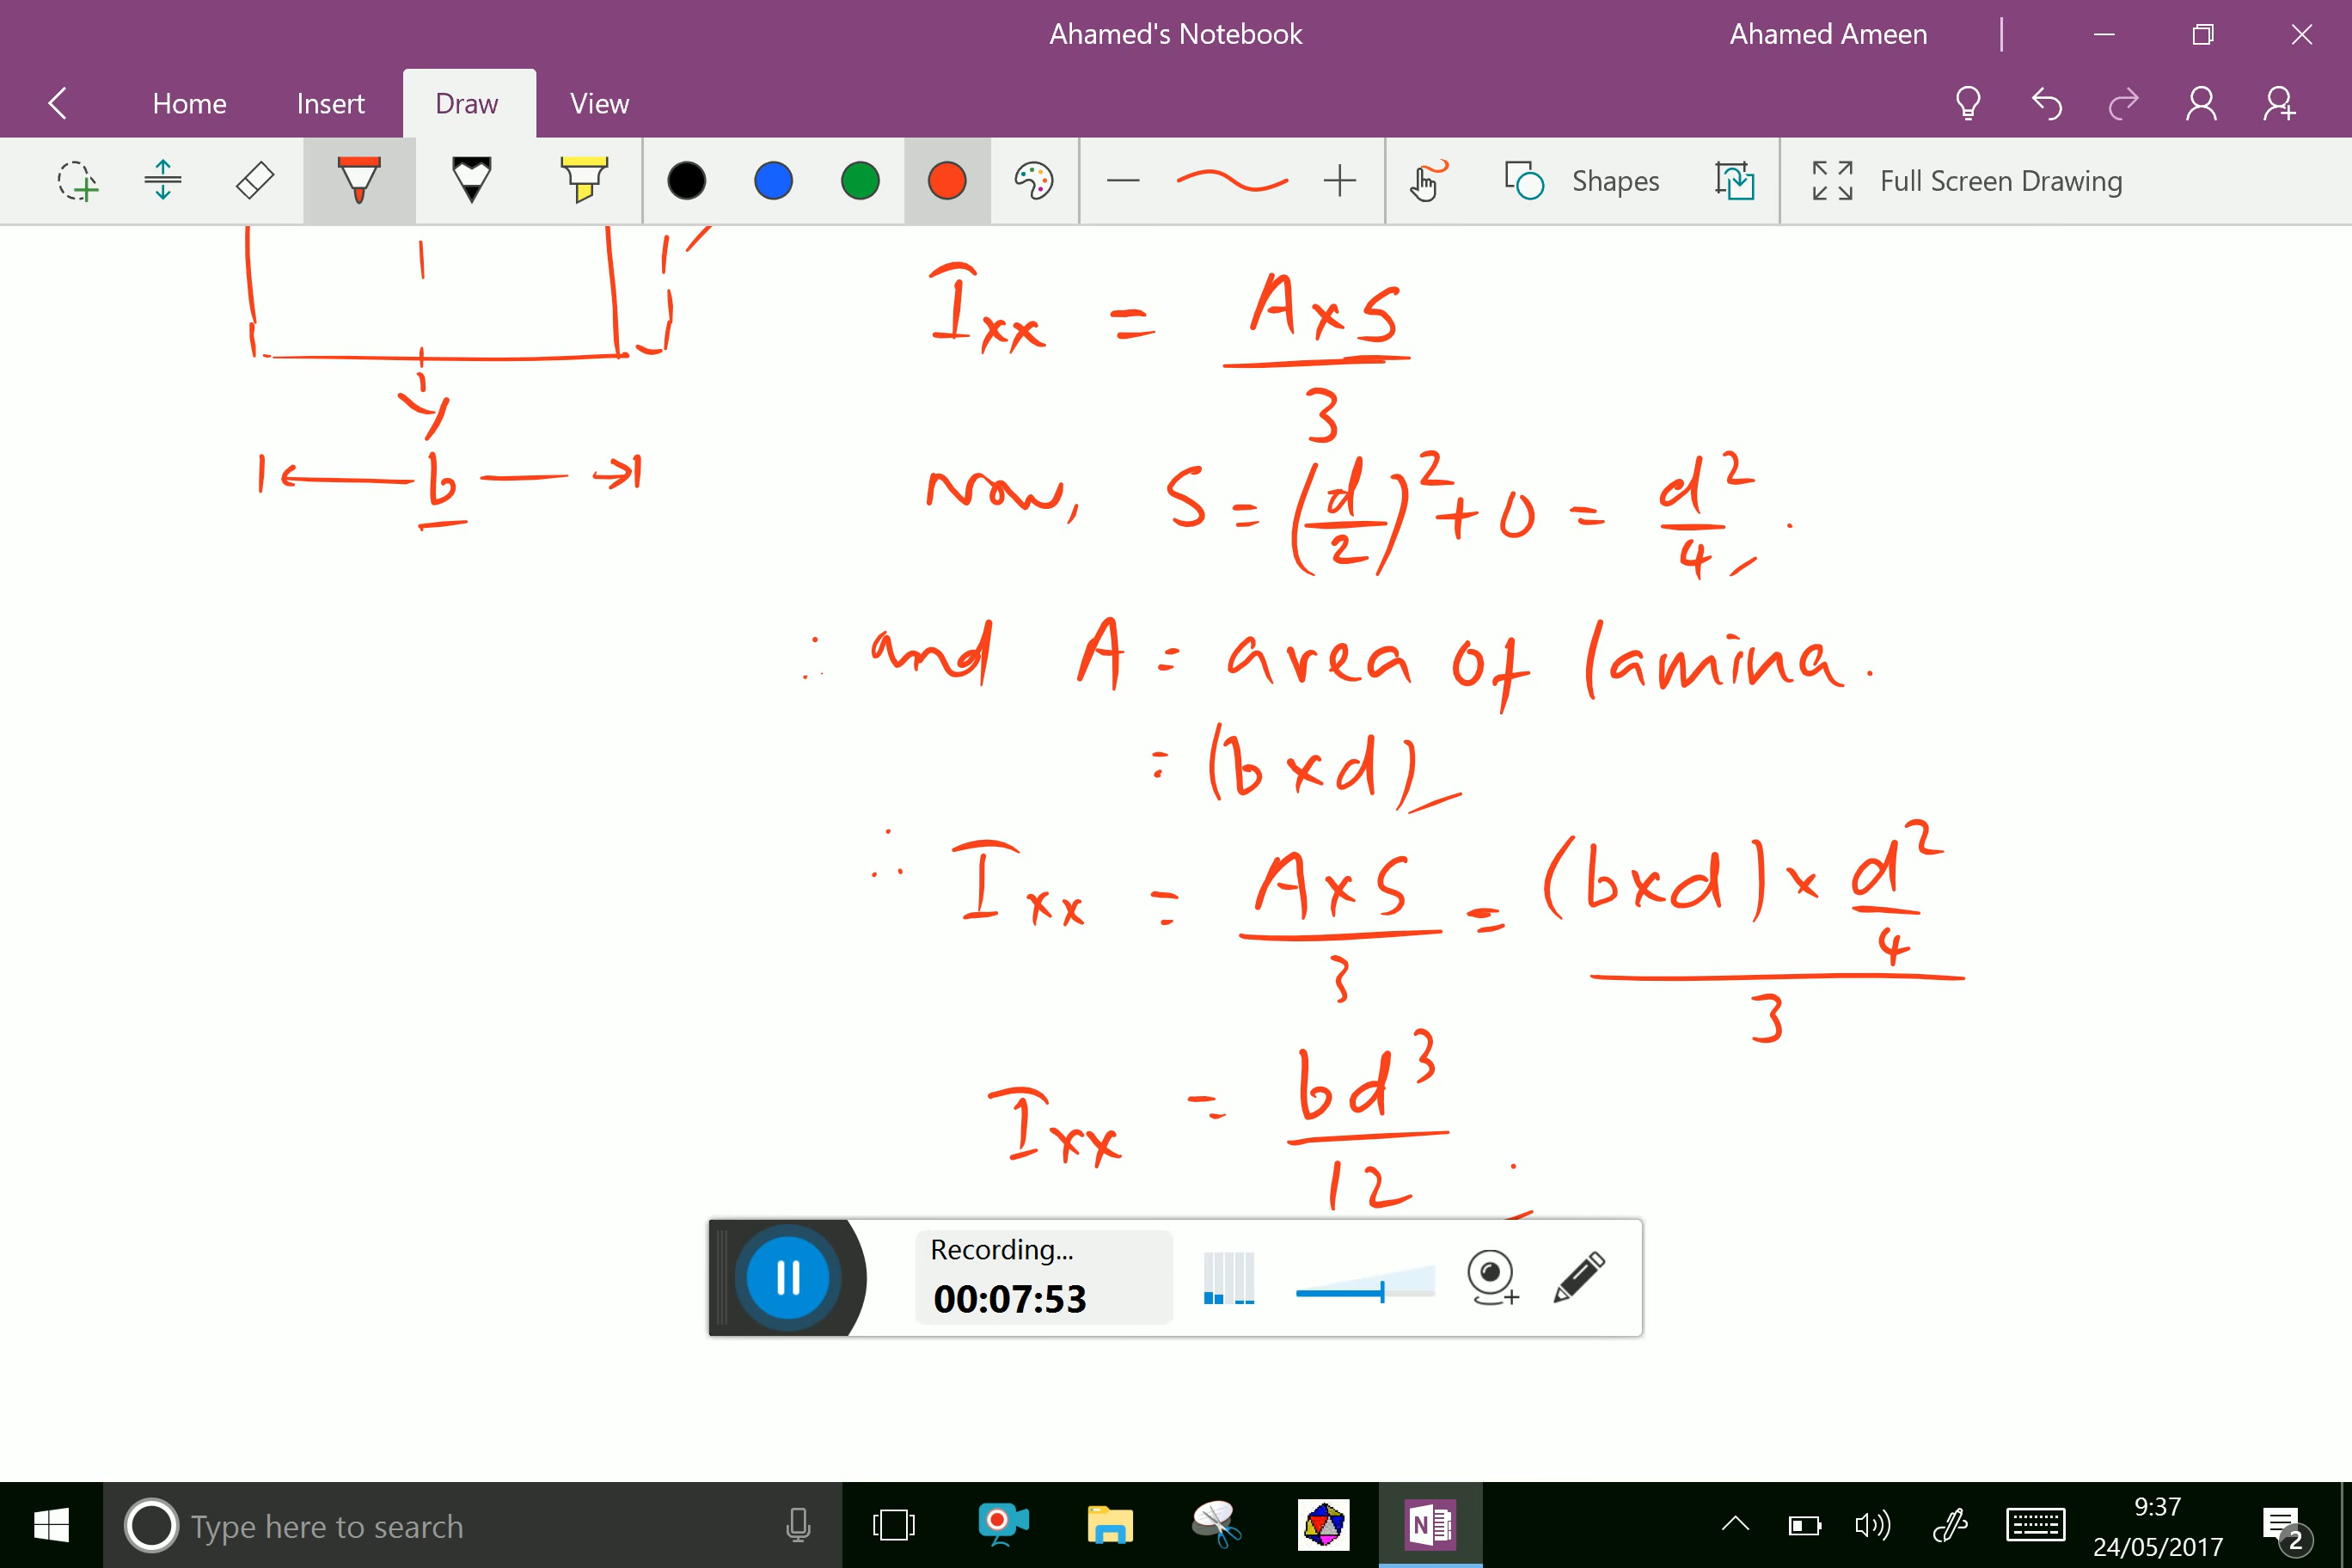 Ahamed's Notebook
Ahamed Ameen
Home Insert Draw View
Shapes
Full Screen Drawing
y
b
Ixx = A x S / 3
Now, S = (d/2)² + 0 = d²/4 .
∴ and A = area of lamina.
= (b x d)
∴ Ixx = A x S / 3 = (b x d) x d²/4 / 3
Ixx = bd³ / 12
Recording...
00:07:53
Type here to search
N
9:37
24/05/2017
2